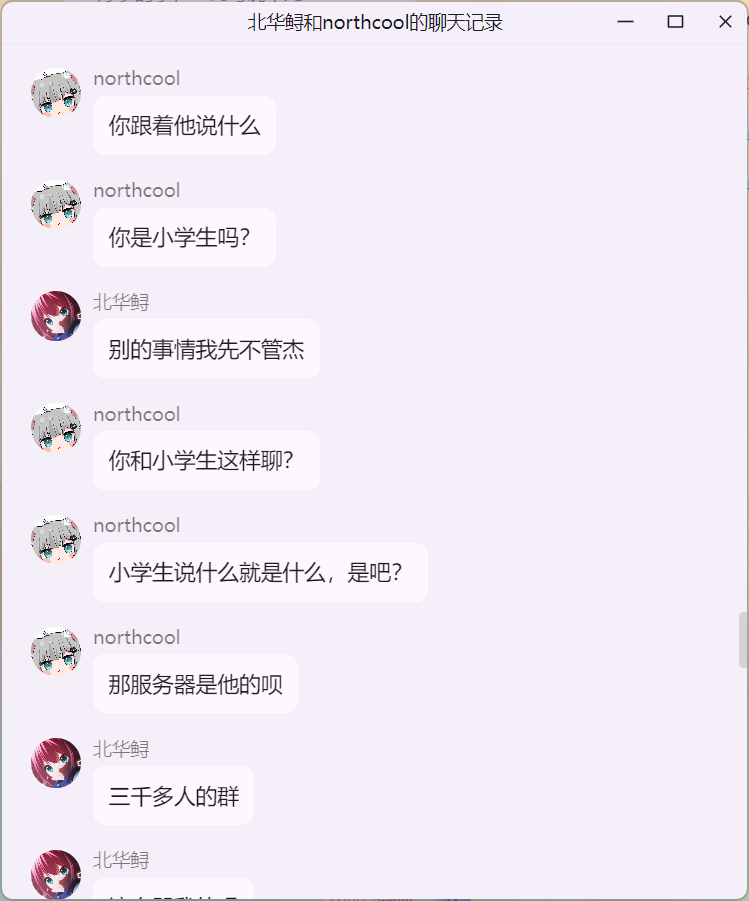 北华鲟和northcool的聊天记录
northcool
你跟着他说什么
northcool
你是小学生吗？
北华鲟
别的事情我先不管杰
northcool
你和小学生这样聊？
northcool
小学生说什么就是什么，是吧？
northcool
那服务器是他的呗
北华鲟
三千多人的群
北华鲟